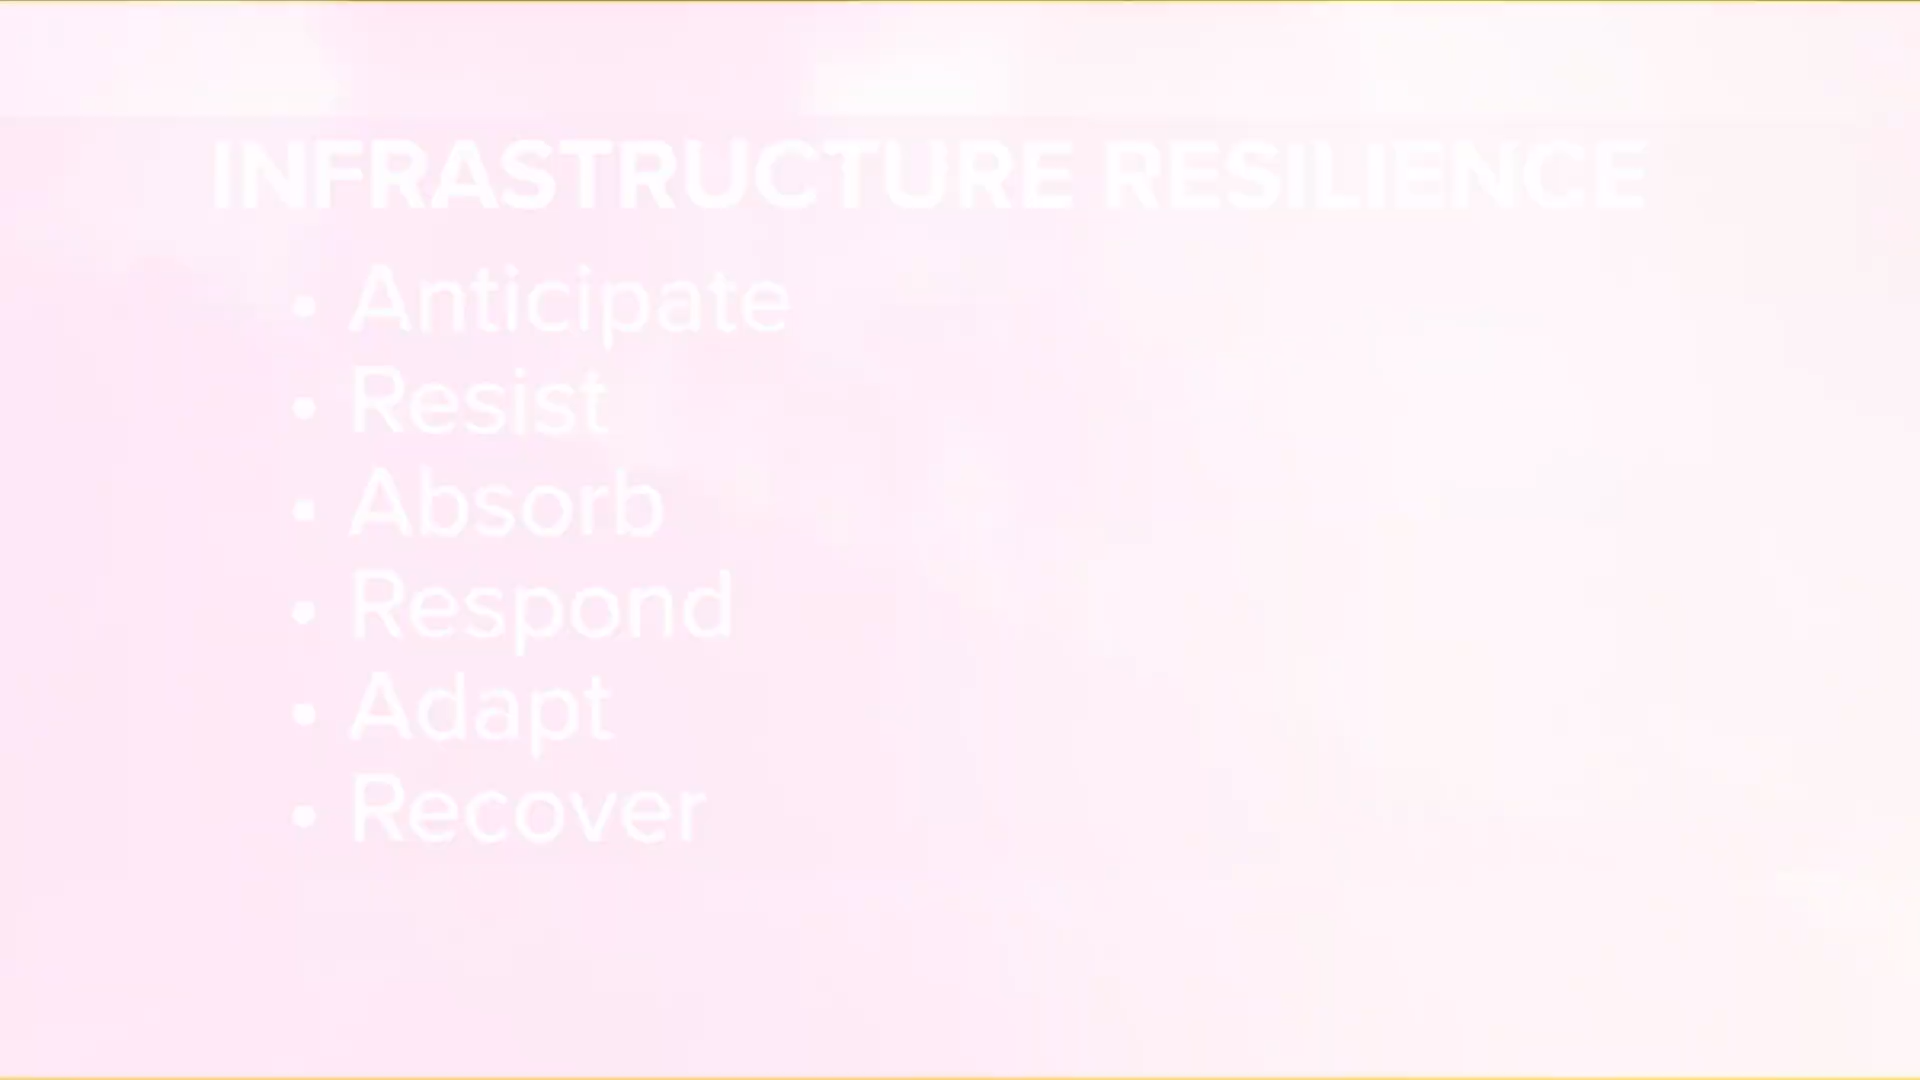 INFRASTRUCTURE RESILIENCE
• Anticipate
• Resist
• Absorb
• Respond
• Adapt
• Recover